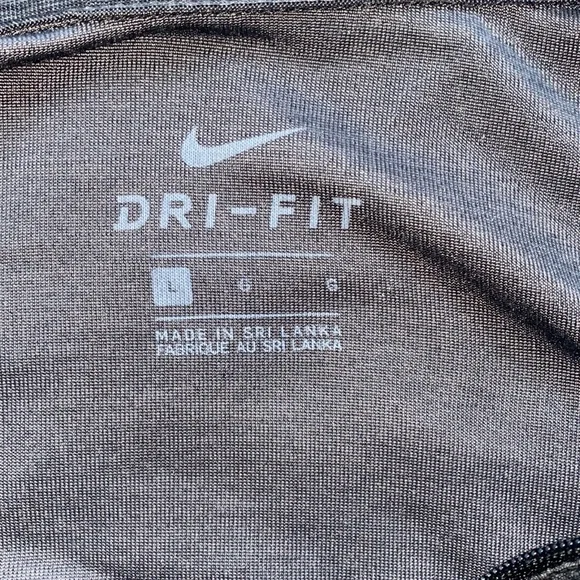 DRI-FIT
L G G
MADE IN SRI LANKA
FABRIQUE AU SRI LANKA